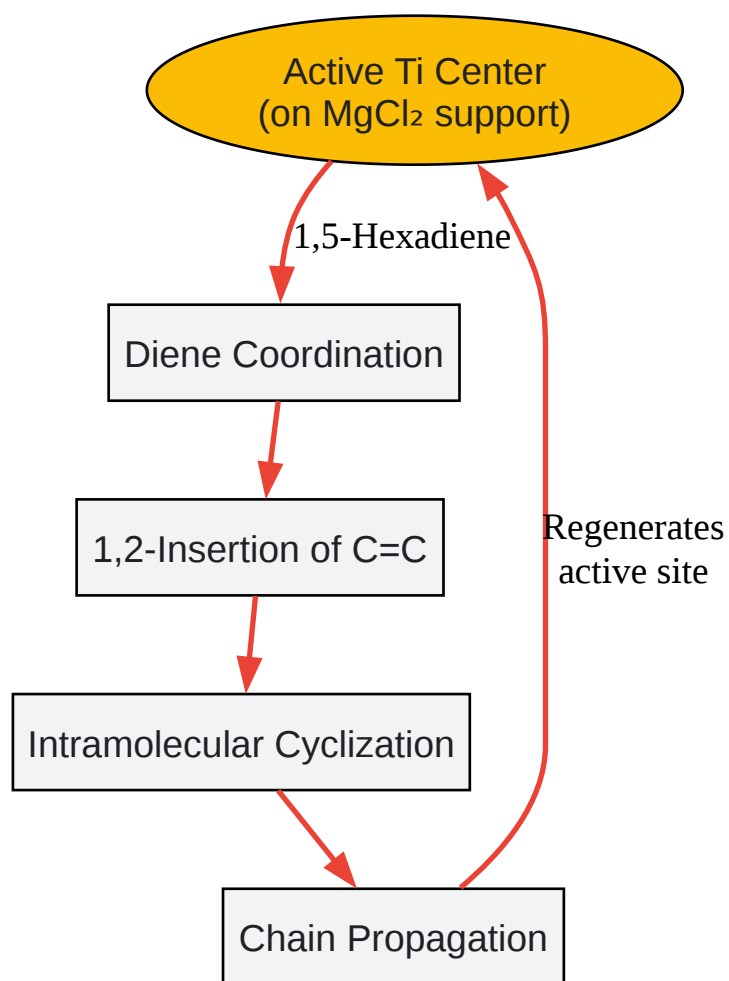 Active Ti Center
(on MgCl₂ support)
1,5-Hexadiene
Diene Coordination
1,2-Insertion of C=C
Regenerates
active site
Intramolecular Cyclization
Chain Propagation